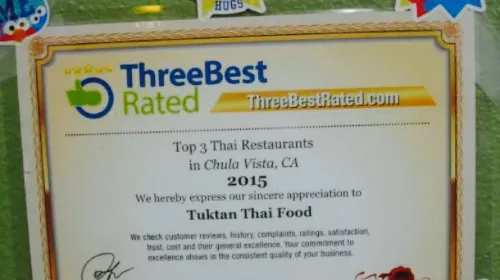 ME
HUGS
ThreeBest
Rated
ThreeBestRated.com
Top 3 Thai Restaurants
in Chula Vista, CA
2015
We hereby express our sincere appreciation to
Tuktan Thai Food
We check customer reviews, history, complaints, ratings, satisfaction,
trust, cost and their general excellence. Your commitment to
excellence shows in the consistent quality of your business.